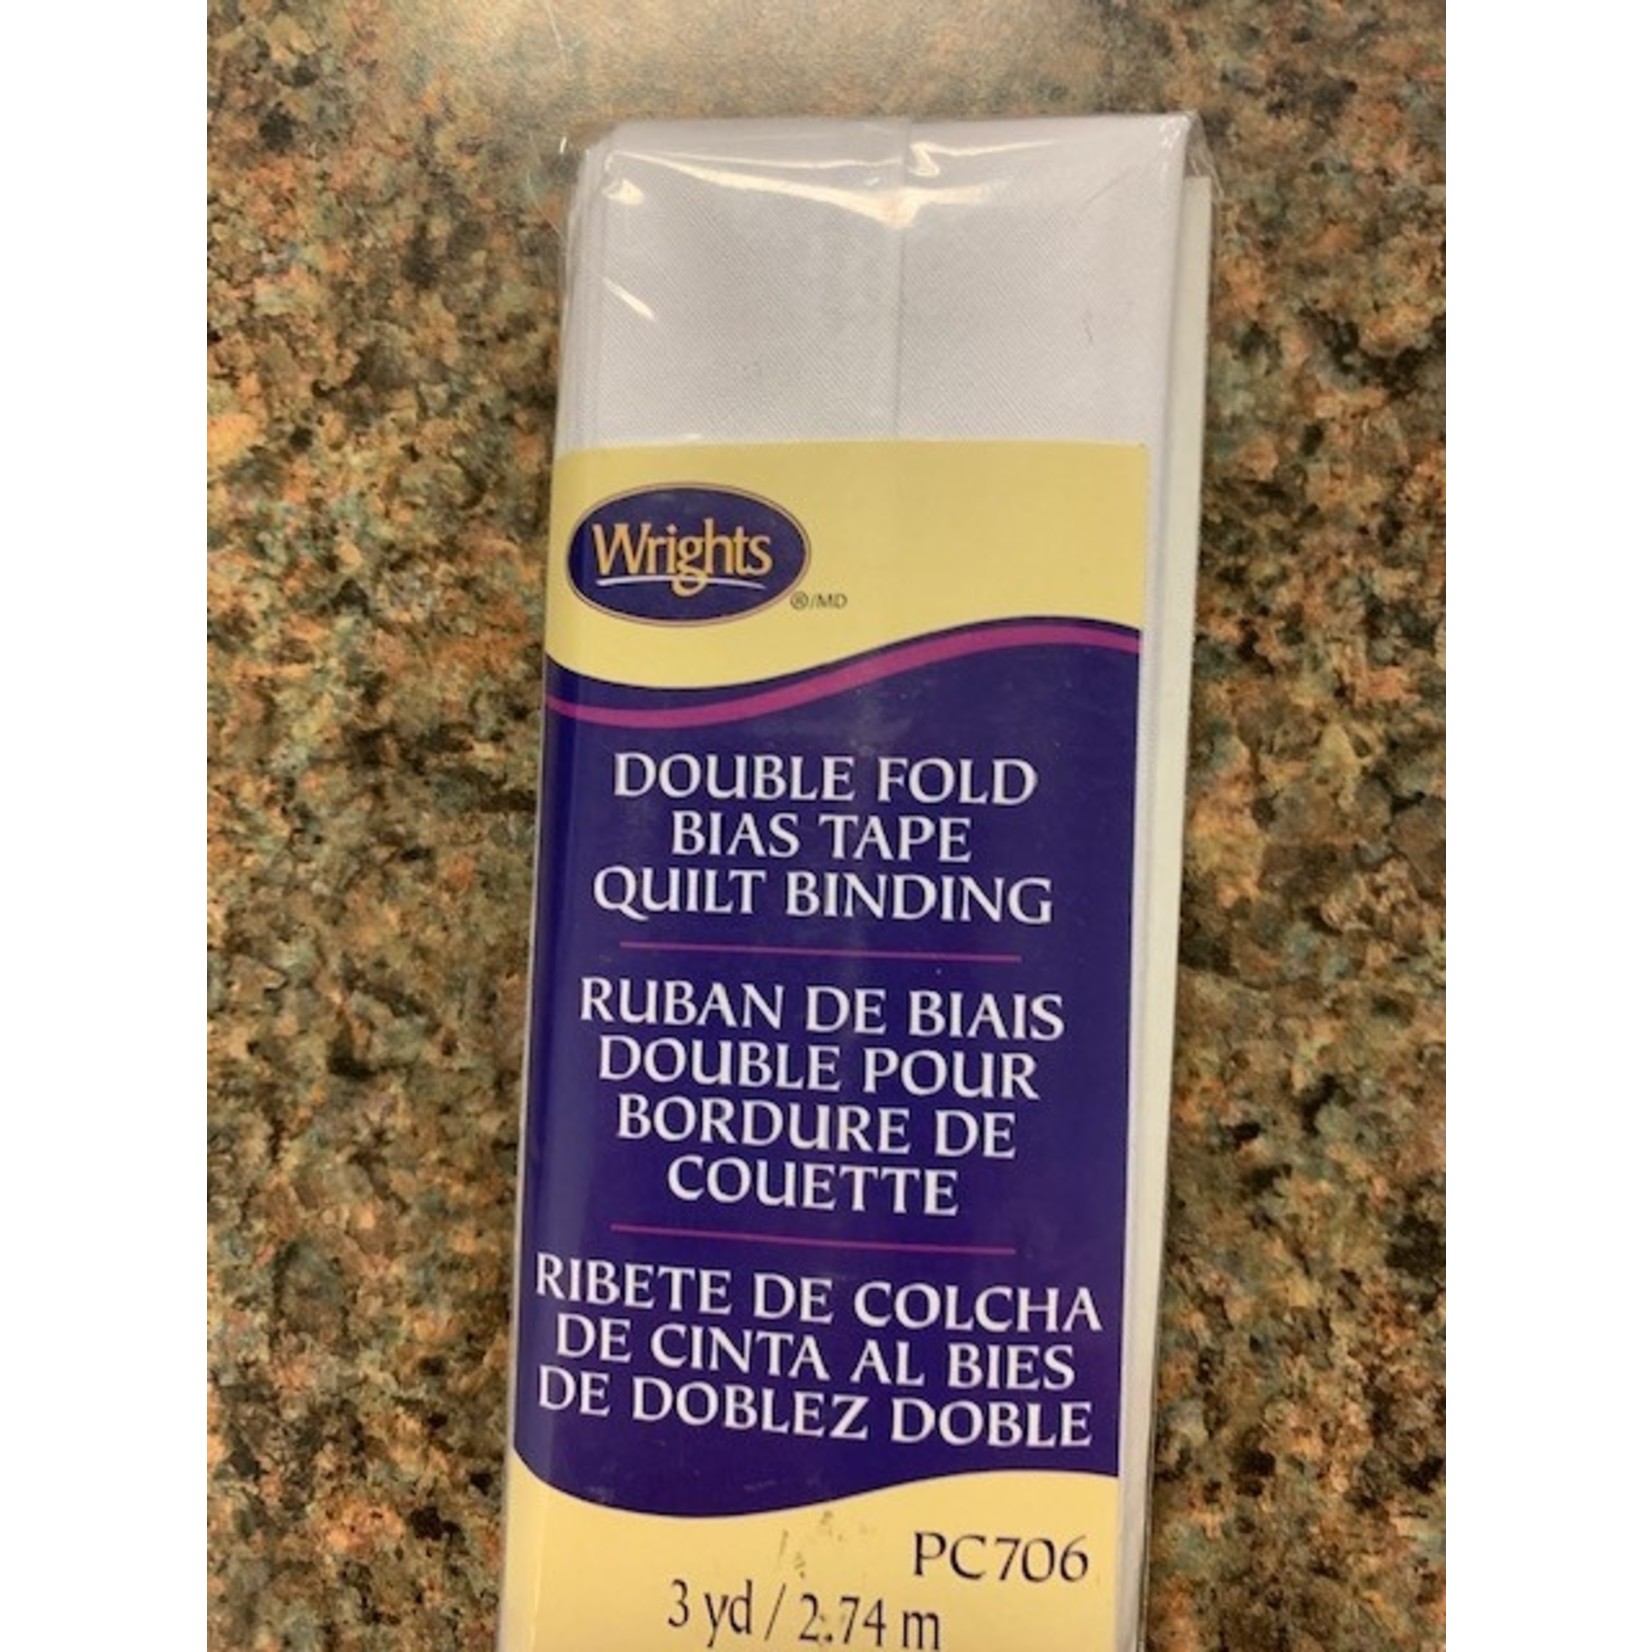 Wrights
®/MD
DOUBLE FOLD
BIAS TAPE
QUILT BINDING
RUBAN DE BIAIS
DOUBLE POUR
BORDURE DE
COUETTE
RIBETE DE COLCHA
DE CINTA AL BIES
DE DOBLEZ DOBLE
PC706
3 yd / 2.74 m